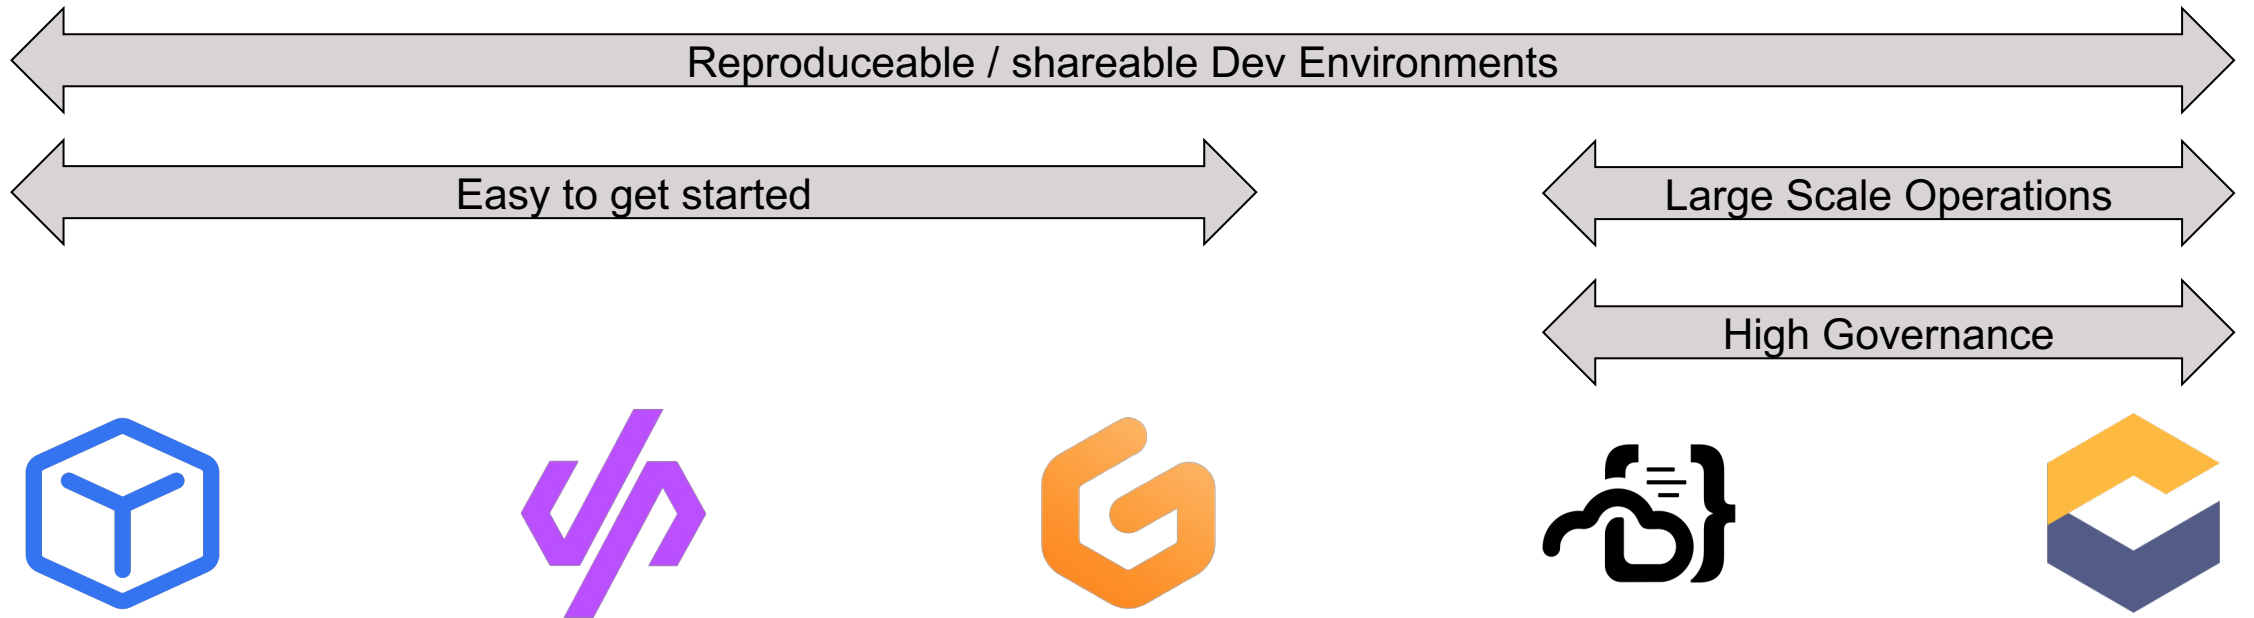 Reproduceable / shareable Dev Environments
Easy to get started
Large Scale Operations
High Governance